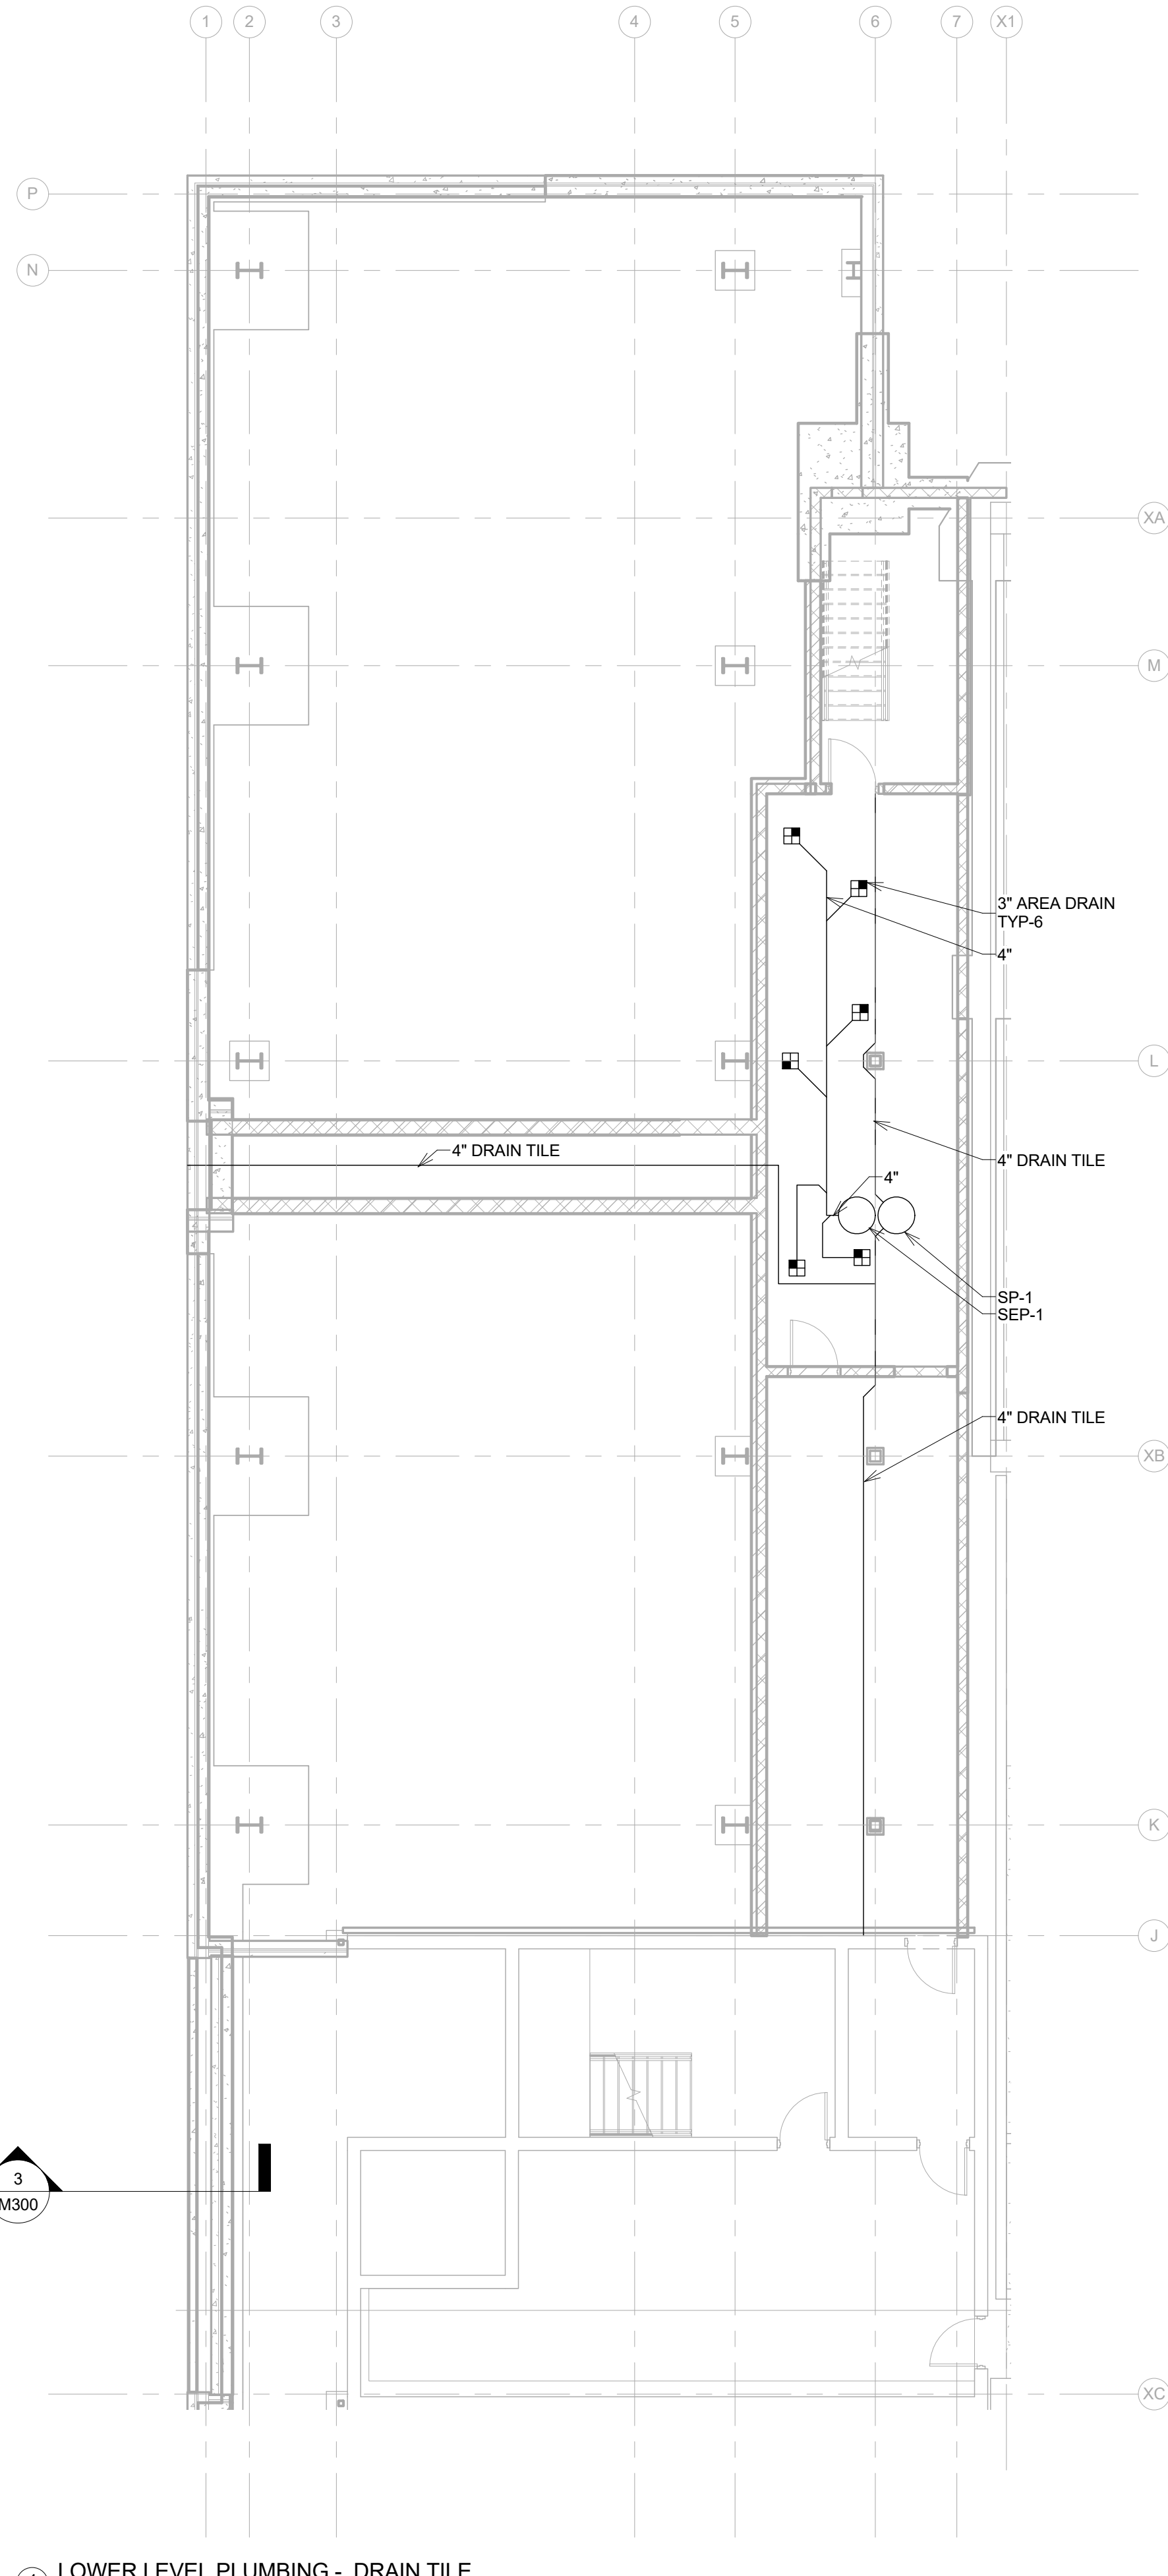 1 2 3 4 5 6 7 X1
P
N
XA
M
3" AREA DRAIN
TYP-6
4"
L
4" DRAIN TILE
4" DRAIN TILE
4"
SP-1
SEP-1
4" DRAIN TILE
XB
K
J
3
M300
XC
LOWER LEVEL PLUMBING - DRAIN TILE